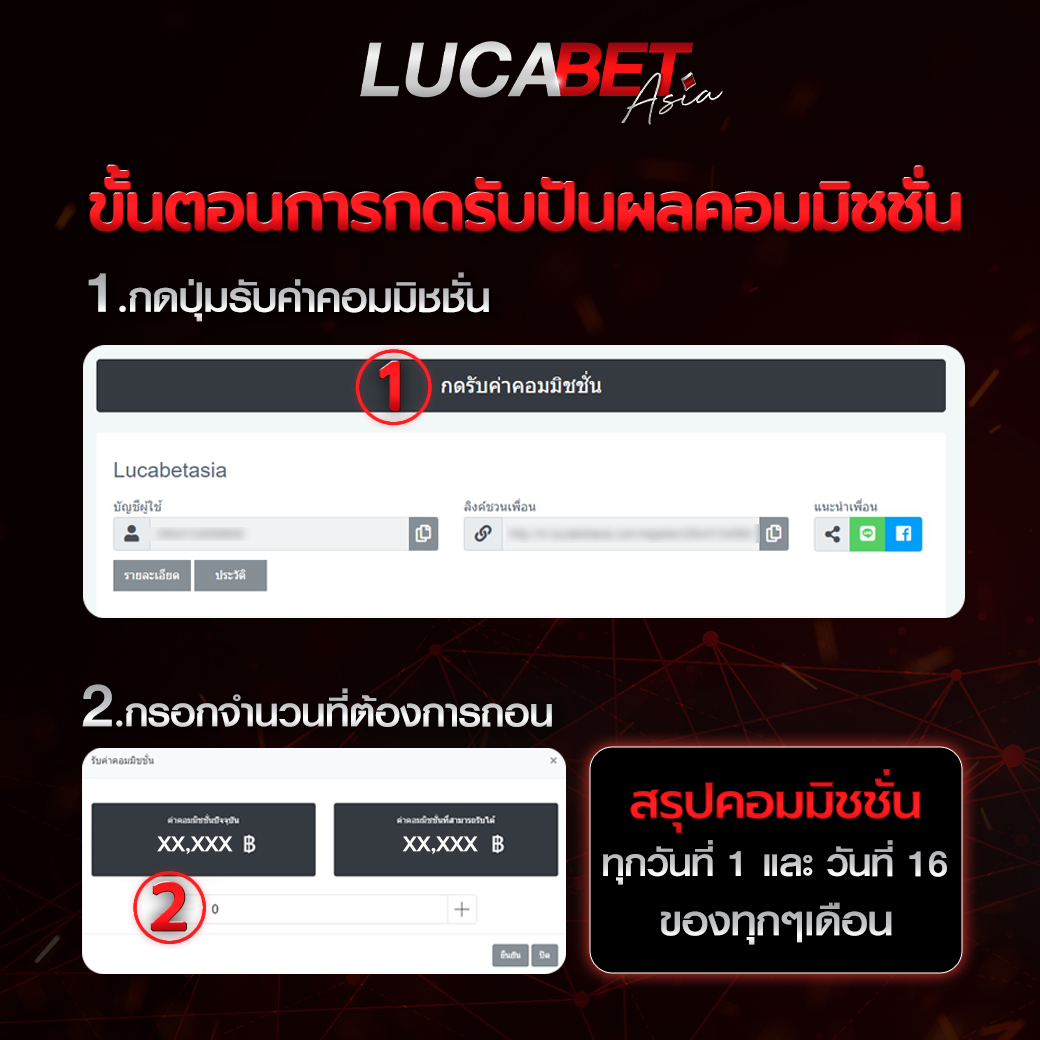 LUCABET
Asia
ขั้นตอนการกดรับปันผลคอมมิชชั่น
1.กดปุ่มรับค่าคอมมิชชั่น
1 กดรับค่าคอมมิชชั่น
Lucabetasia
บัญชีผู้ใช้ ลิงค์ชวนเพื่อน แนะนำเพื่อน
รายละเอียด ประวัติ
2.กรอกจำนวนที่ต้องการถอน
รับค่าคอมมิชชั่น ×
ค่าคอมมิชชั่นปัจจุบัน ค่าคอมมิชชั่นที่สามารถรับได้
XX,XXX ฿ XX,XXX ฿
2 0 +
ยืนยัน ปิด
สรุปคอมมิชชั่น
ทุกวันที่ 1 และ วันที่ 16
ของทุกๆเดือน